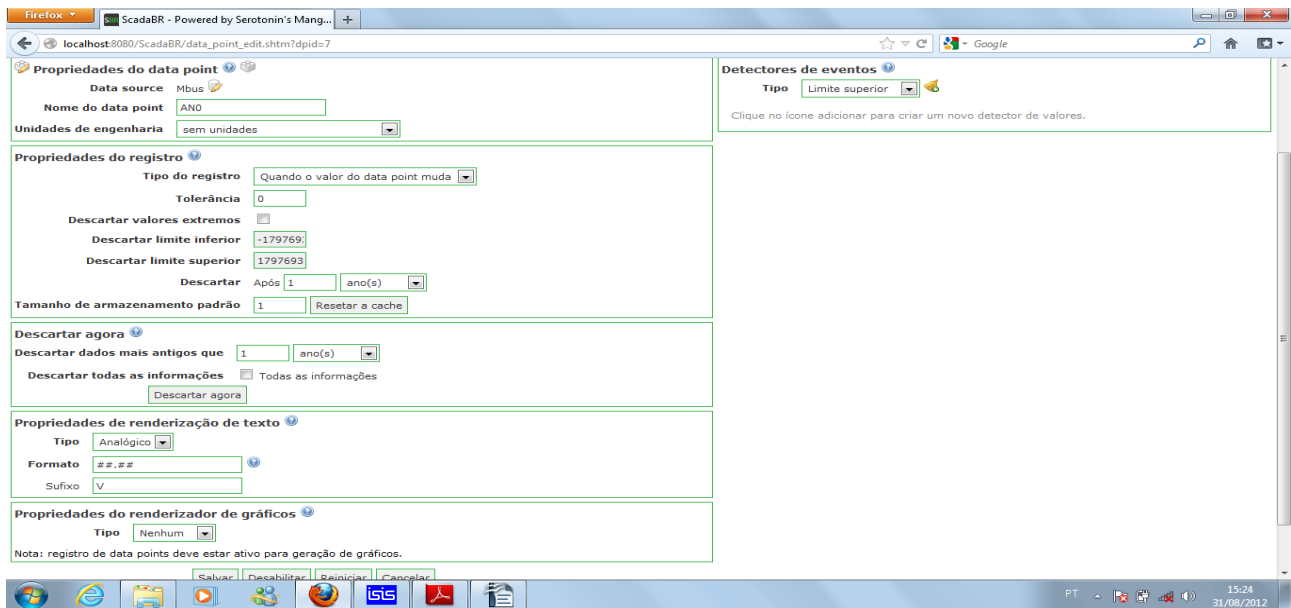 Firefox
ScadaBR - Powered by Serotonin's Mang...
localhost:8080/ScadaBR/data_point_edit.shtm?dpid=7
Google
Propriedades do data point
Data source Mbus
Nome do data point AN0
Unidades de engenharia sem unidades
Propriedades do registro
Tipo do registro Quando o valor do data point muda
Tolerância 0
Descartar valores extremos
Descartar limite inferior -179769
Descartar limite superior 1797693
Descartar Após 1 ano(s)
Tamanho de armazenamento padrão 1 Resetar a cache
Descartar agora
Descartar dados mais antigos que 1 ano(s)
Descartar todas as informações Todas as informações
Descartar agora
Propriedades de renderização de texto
Tipo Analógico
Formato ##.##
Sufixo V
Propriedades do renderizador de gráficos
Tipo Nenhum
Nota: registro de data points deve estar ativo para geração de gráficos.
Salvar Desabilitar Reiniciar Cancelar
Detectores de eventos
Tipo Limite superior
Clique no ícone adicionar para criar um novo detector de valores.
isis
PT
15:24
31/08/2012